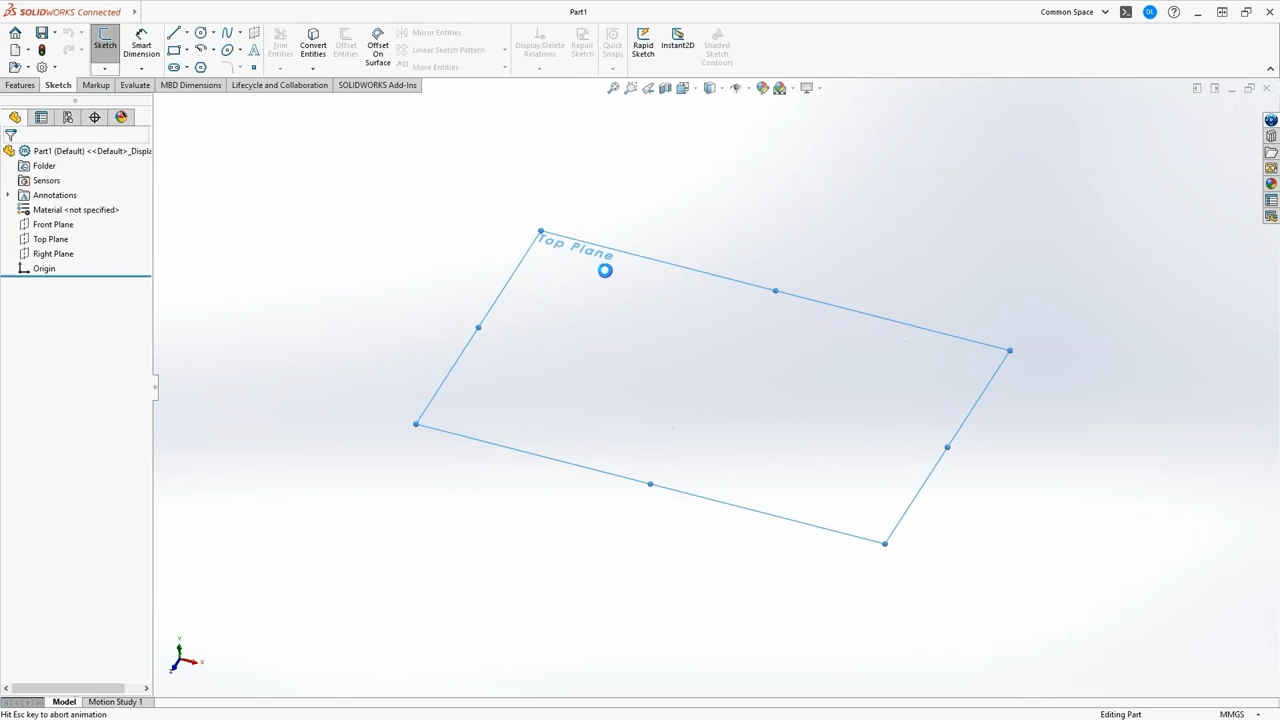 SOLIDWORKS Connected
Part1
Common Space
DL
Sketch
Smart Dimension
Trim Entities
Convert Entities
Offset Entities
Offset On Surface
Mirror Entities
Linear Sketch Pattern
Move Entities
Display/Delete Relations
Repair Sketch
Quick Snaps
Rapid Sketch
Instant2D
Shaded Sketch Contours
Features
Sketch
Markup
Evaluate
MBD Dimensions
Lifecycle and Collaboration
SOLIDWORKS Add-Ins
Part1 (Default) <<Default>_Displa
Folder
Sensors
Annotations
Material <not specified>
Front Plane
Top Plane
Right Plane
Origin
Top Plane
Y
X
Z
Model
Motion Study 1
Hit Esc key to abort animation
Editing Part
MMGS